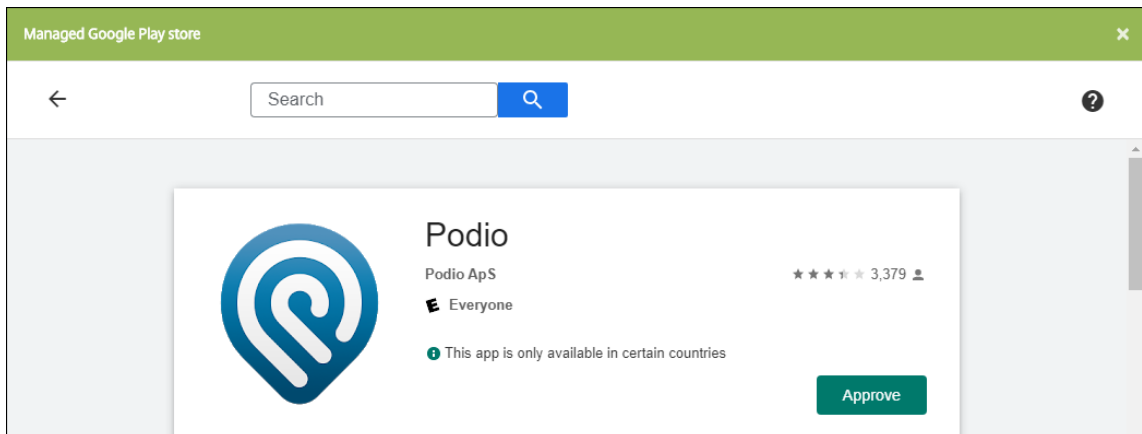 Managed Google Play store
Search
Podio
Podio ApS
3,379
E Everyone
This app is only available in certain countries
Approve